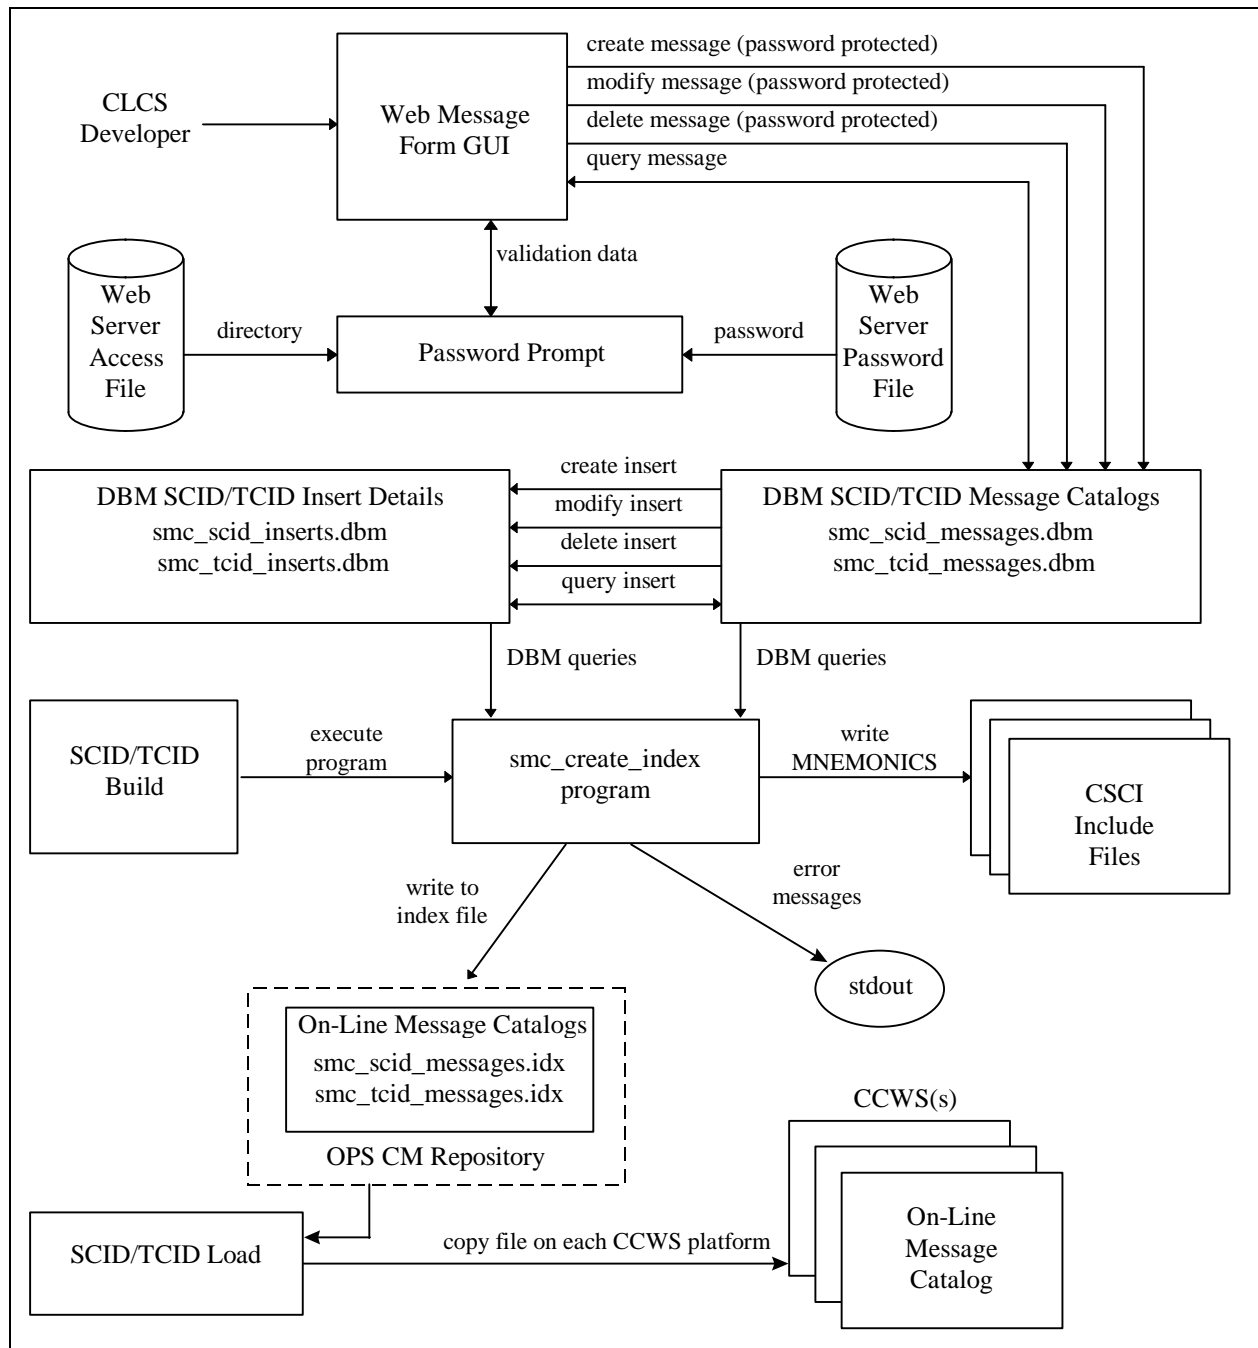 create message (password protected)
modify message (password protected)
delete message (password protected)
query message
CLCS
Developer
Web Message
Form GUI
validation data
Web
Server
Access
File
directory
Password Prompt
password
Web
Server
Password
File
DBM SCID/TCID Insert Details
smc_scid_inserts.dbm
smc_tcid_inserts.dbm
create insert
modify insert
delete insert
query insert
DBM SCID/TCID Message Catalogs
smc_scid_messages.dbm
smc_tcid_messages.dbm
DBM queries
DBM queries
SCID/TCID
Build
execute
program
smc_create_index
program
write
MNEMONICS
CSCI
Include
Files
write to
index file
error
messages
stdout
On-Line Message Catalogs
smc_scid_messages.idx
smc_tcid_messages.idx
OPS CM Repository
CCWS(s)
SCID/TCID Load
copy file on each CCWS platform
On-Line
Message
Catalog